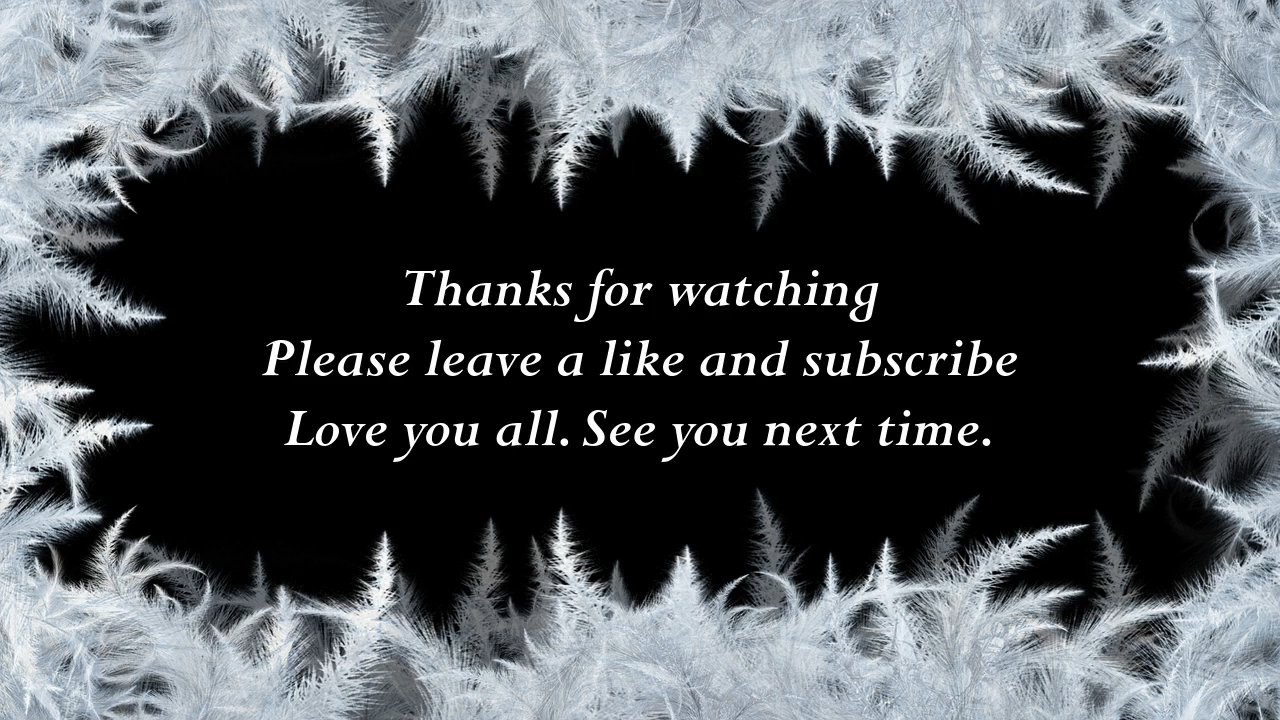 Thanks for watching
Please leave a like and subscribe
Love you all. See you next time.